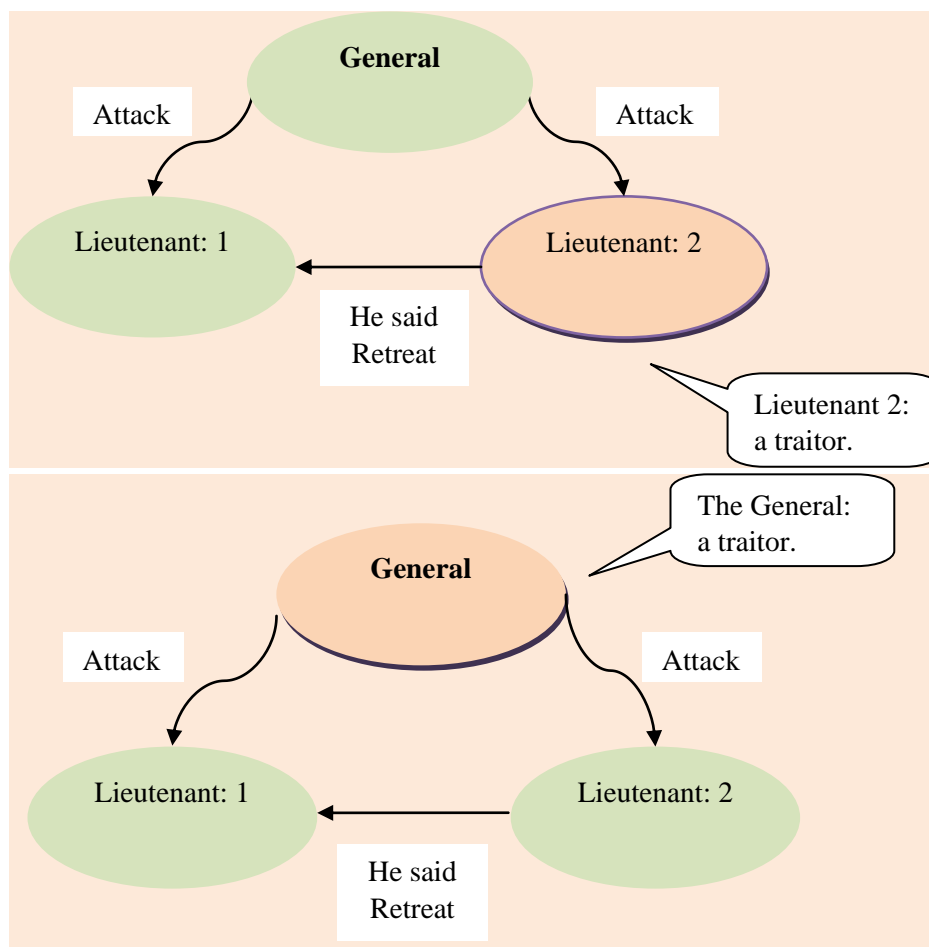 General
Attack
Attack
Lieutenant: 1
Lieutenant: 2
He said
Retreat
Lieutenant 2:
a traitor.
The General:
a traitor.
General
Attack
Attack
Lieutenant: 1
Lieutenant: 2
He said
Retreat